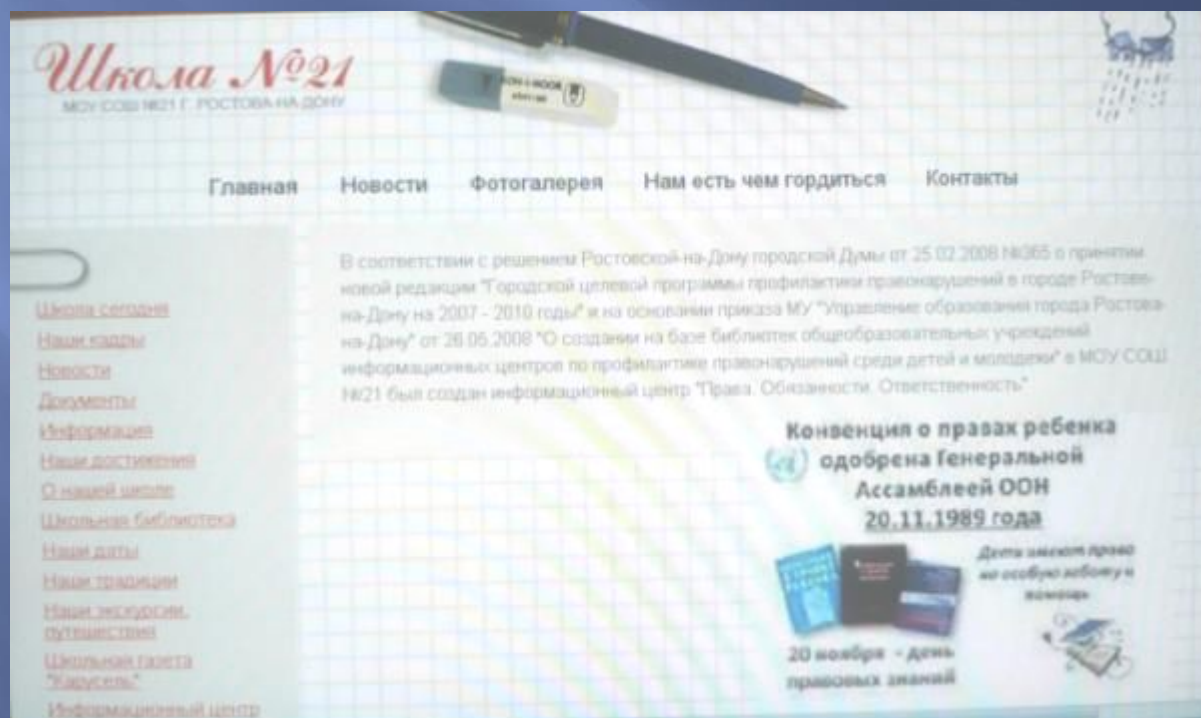 Школа №21
МОУ СОШ №21 Г. РОСТОВА-НА-ДОНУ
KOH-I-NOOR
Главная Новости Фотогалерея Нам есть чем гордиться Контакты
В соответствии с решением Ростовской-на-Дону городской Думы от 25.02.2008 №365 о принятии
новой редакции "Городской целевой программы профилактики правонарушений в городе Ростове-
на-Дону на 2007 - 2010 годы" и на основании приказа МУ "Управление образования города Ростова-
на-Дону" от 26.05.2008 "О создании на базе библиотек общеобразовательных учреждений
информационных центров по профилактике правонарушений среди детей и молодежи" в МОУ СОШ
№21 был создан информационный центр "Права. Обязанности. Ответственность"
Школа сегодня
Наши кадры
Новости
Документы
Информация
Наши достижения
О нашей школе
Школьная библиотека
Наши даты
Наши традиции
Наши экскурсии,
путешествия
Школьная газета
"Карусель"
Информационный центр
Конвенция о правах ребенка
одобрена Генеральной
Ассамблеей ООН
20.11.1989 года
Дети имеют право
на особую заботу и
помощь
20 ноября - день
правовых знаний